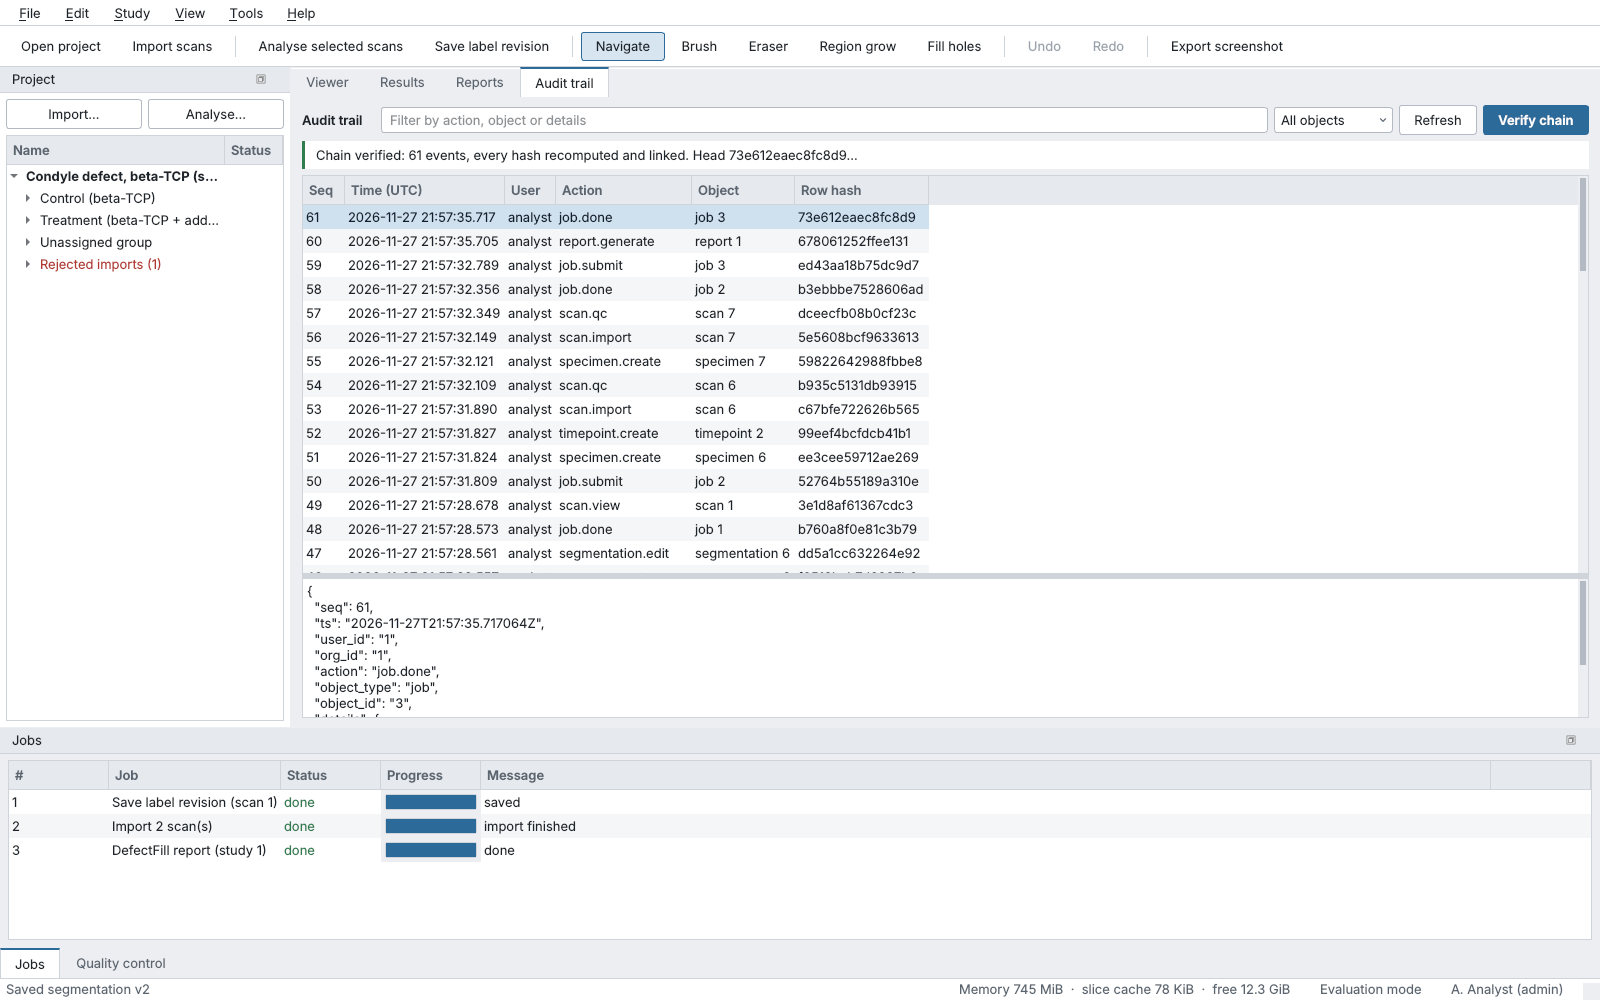 File Edit Study View Tools Help
Open project Import scans Analyse selected scans Save label revision Navigate Brush Eraser Region grow Fill holes Undo Redo Export screenshot
Project
Import... Analyse...
Name Status
Condyle defect, beta-TCP (s...
Control (beta-TCP)
Treatment (beta-TCP + add...
Unassigned group
Rejected imports (1)
Viewer Results Reports Audit trail
Audit trail Filter by action, object or details All objects Refresh Verify chain
Chain verified: 61 events, every hash recomputed and linked. Head 73e612eaec8fc8d9...
Seq Time (UTC) User Action Object Row hash
61 2026-11-27 21:57:35.717 analyst job.done job 3 73e612eaec8fc8d9
60 2026-11-27 21:57:35.705 analyst report.generate report 1 678061252ffee131
59 2026-11-27 21:57:32.789 analyst job.submit job 3 ed43aa18b75dc9d7
58 2026-11-27 21:57:32.356 analyst job.done job 2 b3ebbbe7528606ad
57 2026-11-27 21:57:32.349 analyst scan.qc scan 7 dceecfb08b0cf23c
56 2026-11-27 21:57:32.149 analyst scan.import scan 7 5e5608bcf9633613
55 2026-11-27 21:57:32.121 analyst specimen.create specimen 7 59822642988fbbe8
54 2026-11-27 21:57:32.109 analyst scan.qc scan 6 b935c5131db93915
53 2026-11-27 21:57:31.890 analyst scan.import scan 6 c67bfe722626b565
52 2026-11-27 21:57:31.827 analyst timepoint.create timepoint 2 99eef4bcfdcb41b1
51 2026-11-27 21:57:31.824 analyst specimen.create specimen 6 ee3cee59712ae269
50 2026-11-27 21:57:31.809 analyst job.submit job 2 52764b55189a310e
49 2026-11-27 21:57:28.678 analyst scan.view scan 1 3e1d8af61367cdc3
48 2026-11-27 21:57:28.573 analyst job.done job 1 b760a8f0e81c3b79
47 2026-11-27 21:57:28.561 analyst segmentation.edit segmentation 6 dd5a1cc632264e92
{
"seq": 61,
"ts": "2026-11-27T21:57:35.717064Z",
"user_id": "1",
"org_id": "1",
"action": "job.done",
"object_type": "job",
"object_id": "3",
Jobs
# Job Status Progress Message
1 Save label revision (scan 1) done saved
2 Import 2 scan(s) done import finished
3 DefectFill report (study 1) done done
Jobs Quality control
Saved segmentation v2 Memory 745 MiB · slice cache 78 KiB · free 12.3 GiB Evaluation mode A. Analyst (admin)